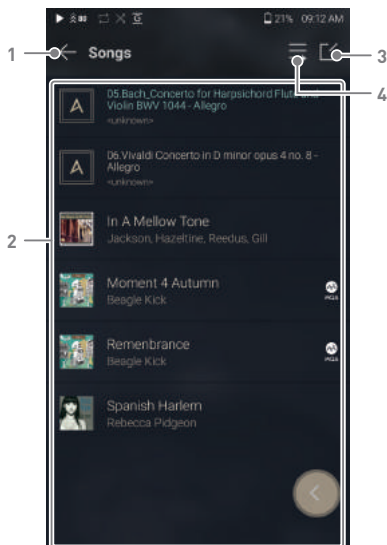 80 21% 09:12 AM
1 Songs 3
4
05.Bach_Concerto for Harpsichord Flute and
Violin BWV 1044 - Allegro
<unknown>
06.Vivaldi Concerto in D minor opus 4 no. 8 -
Allegro
<unknown>
2
In A Mellow Tone
Jackson, Hazeltine, Reedus, Gill
Moment 4 Autumn
Beagle Kick
MQA
Remenbrance
Beagle Kick
MQA
Spanish Harlem
Rebecca Pidgeon